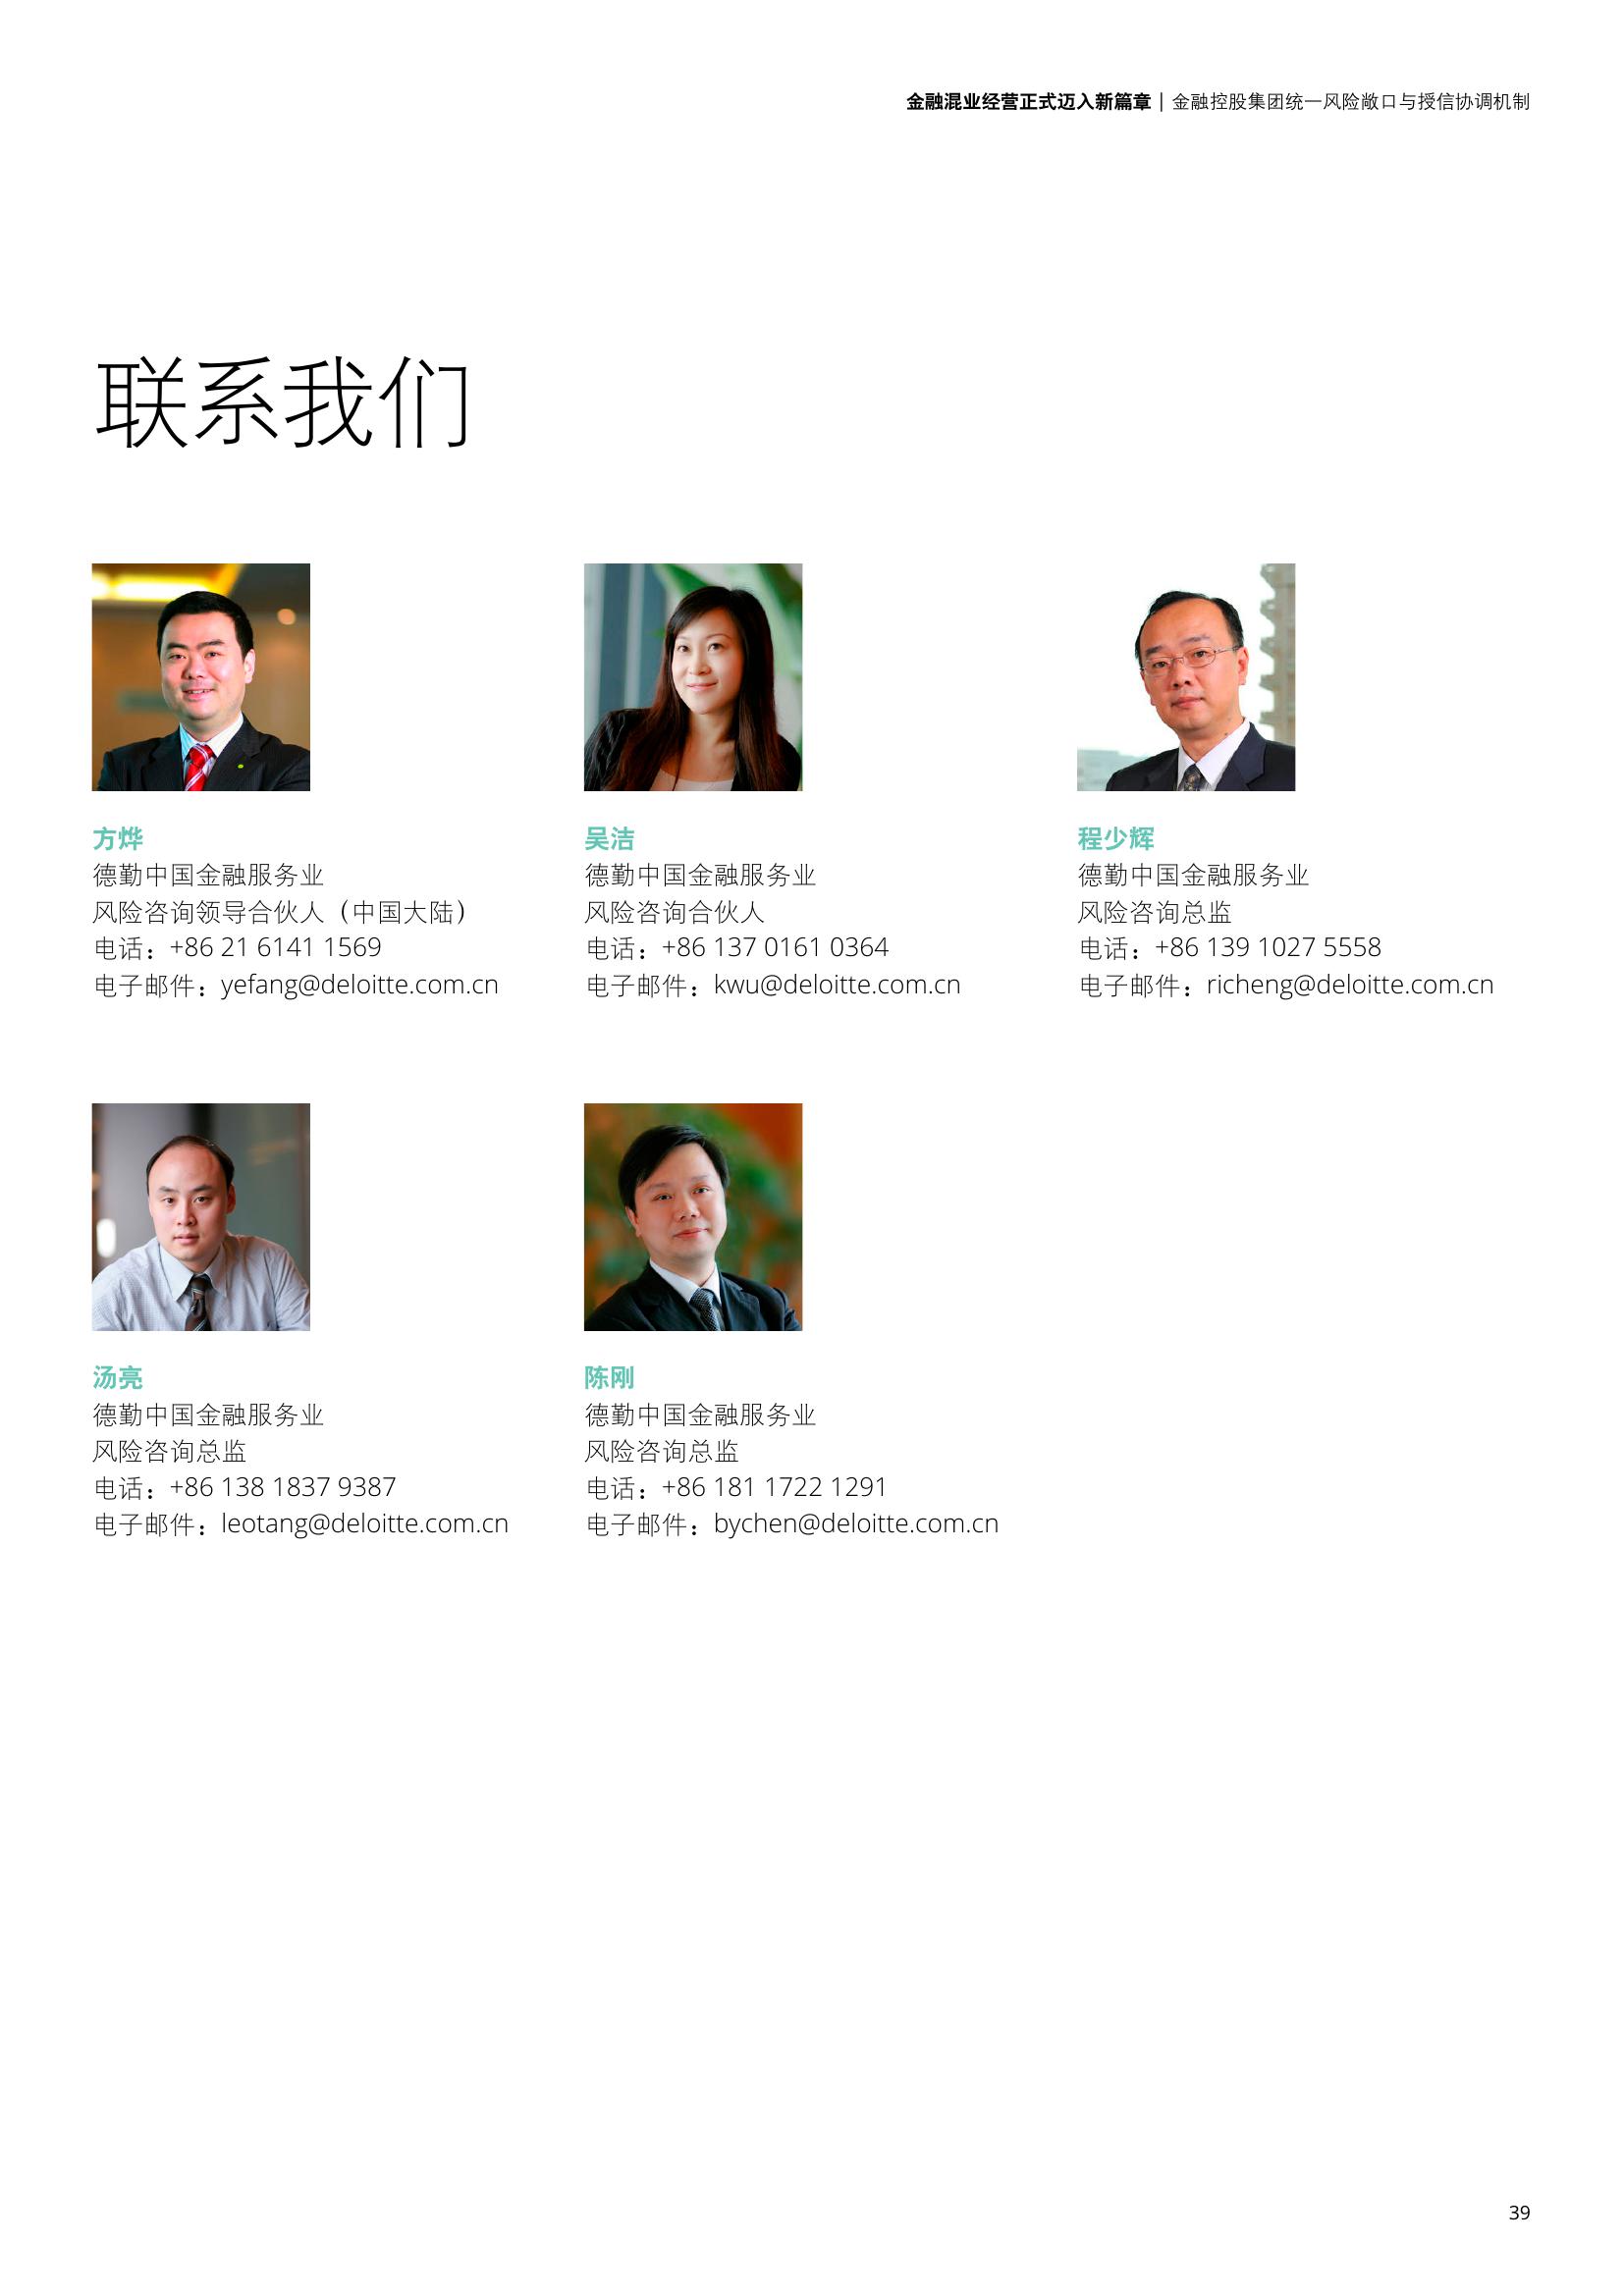 金融混业经营正式迈入新篇章 | 金融控股集团统一风险敞口与授信协调机制
联系我们
方烨
德勤中国金融服务业
风险咨询领导合伙人（中国大陆）
电话：+86 21 6141 1569
电子邮件：yefang@deloitte.com.cn
吴洁
德勤中国金融服务业
风险咨询合伙人
电话：+86 137 0161 0364
电子邮件：kwu@deloitte.com.cn
程少辉
德勤中国金融服务业
风险咨询总监
电话：+86 139 1027 5558
电子邮件：richeng@deloitte.com.cn
汤亮
德勤中国金融服务业
风险咨询总监
电话：+86 138 1837 9387
电子邮件：leotang@deloitte.com.cn
陈刚
德勤中国金融服务业
风险咨询总监
电话：+86 181 1722 1291
电子邮件：bychen@deloitte.com.cn
39